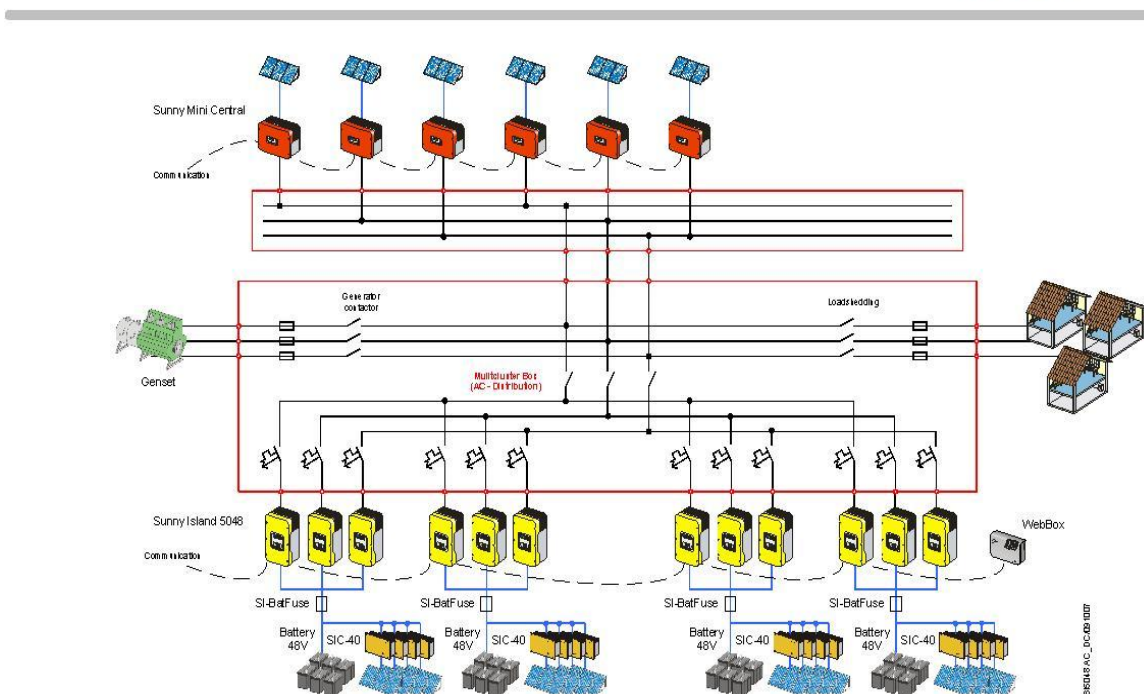 Sunny Mini Central
Communication
Generator
contactor
Loadshedding
Genset
Multicluster Box
(AC - Distribution)
Sunny Island 5048
WebBox
Communication
SI-BatFuse
SI-BatFuse
SI-BatFuse
SI-BatFuse
Battery
48V
SIC-40
Battery
48V
SIC-40
Battery
48V
SIC-40
Battery
48V
SIC-40